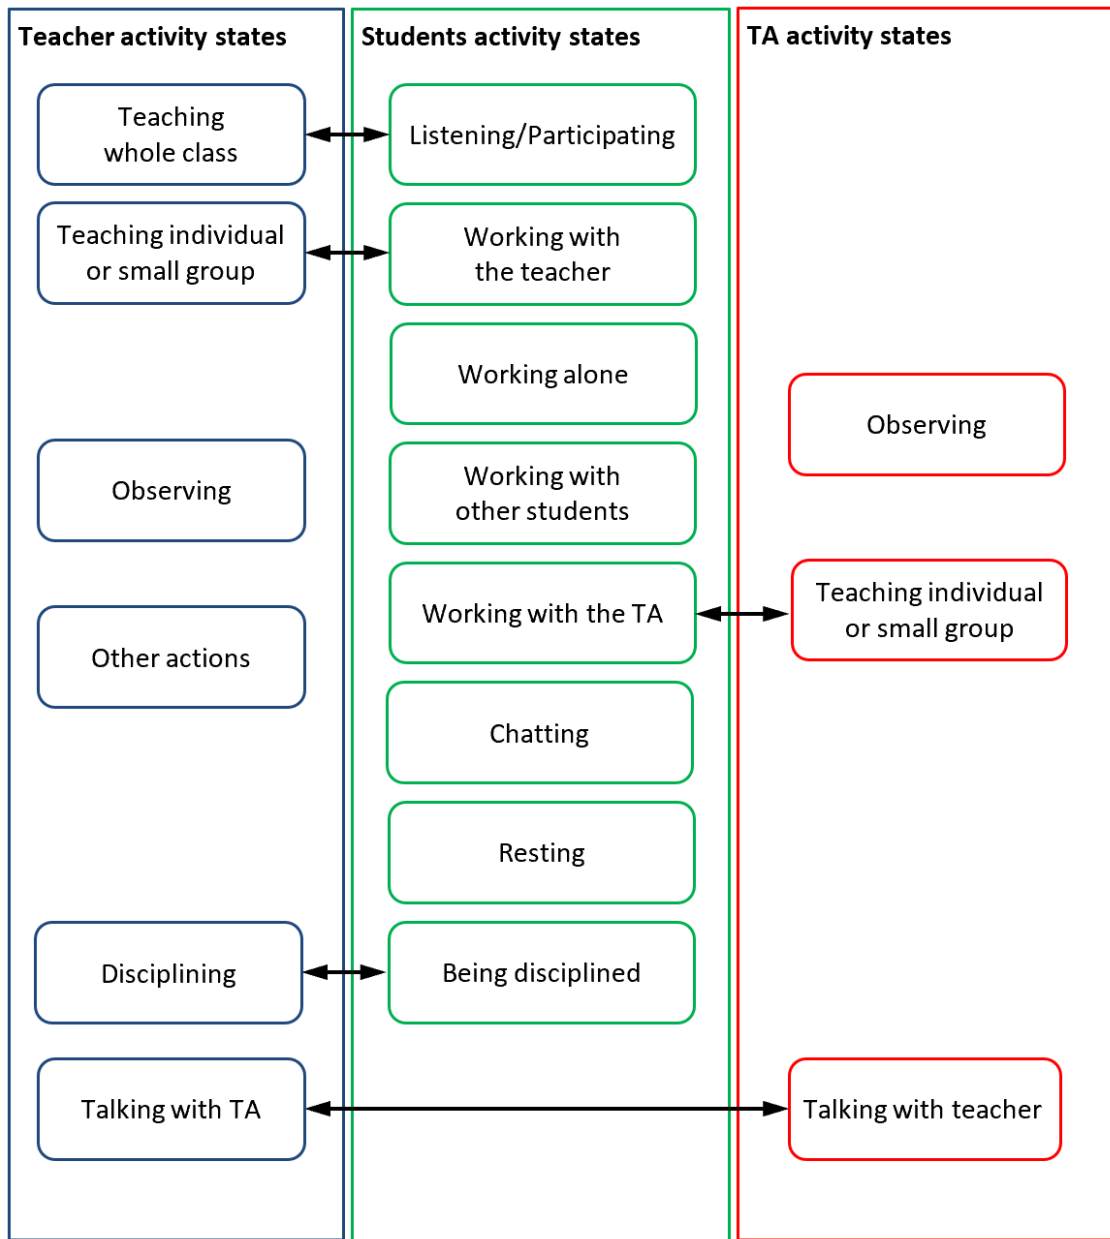 Teacher activity states
Teaching
whole class
Teaching individual
or small group
Observing
Other actions
Disciplining
Talking with TA
Students activity states
Listening/Participating
Working with
the teacher
Working alone
Working with
other students
Working with the TA
Chatting
Resting
Being disciplined
TA activity states
Observing
Teaching individual
or small group
Talking with teacher